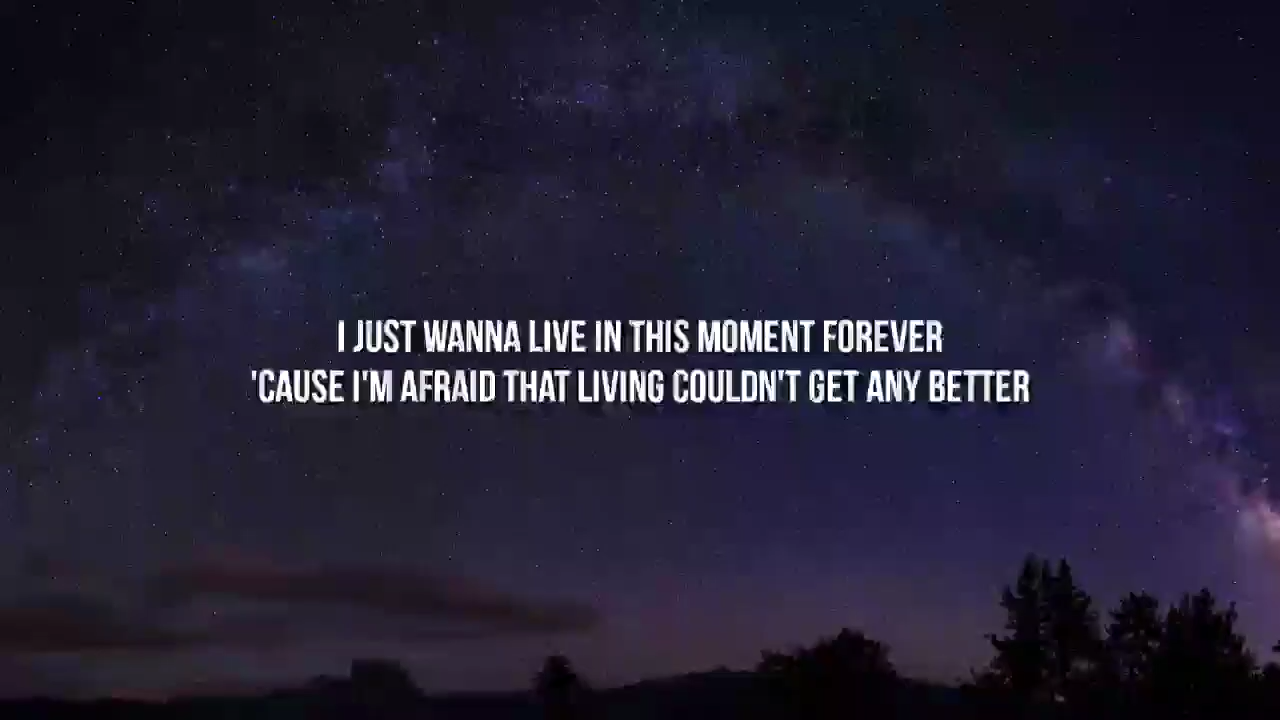 I JUST WANNA LIVE IN THIS MOMENT FOREVER
'CAUSE I'M AFRAID THAT LIVING COULDN'T GET ANY BETTER